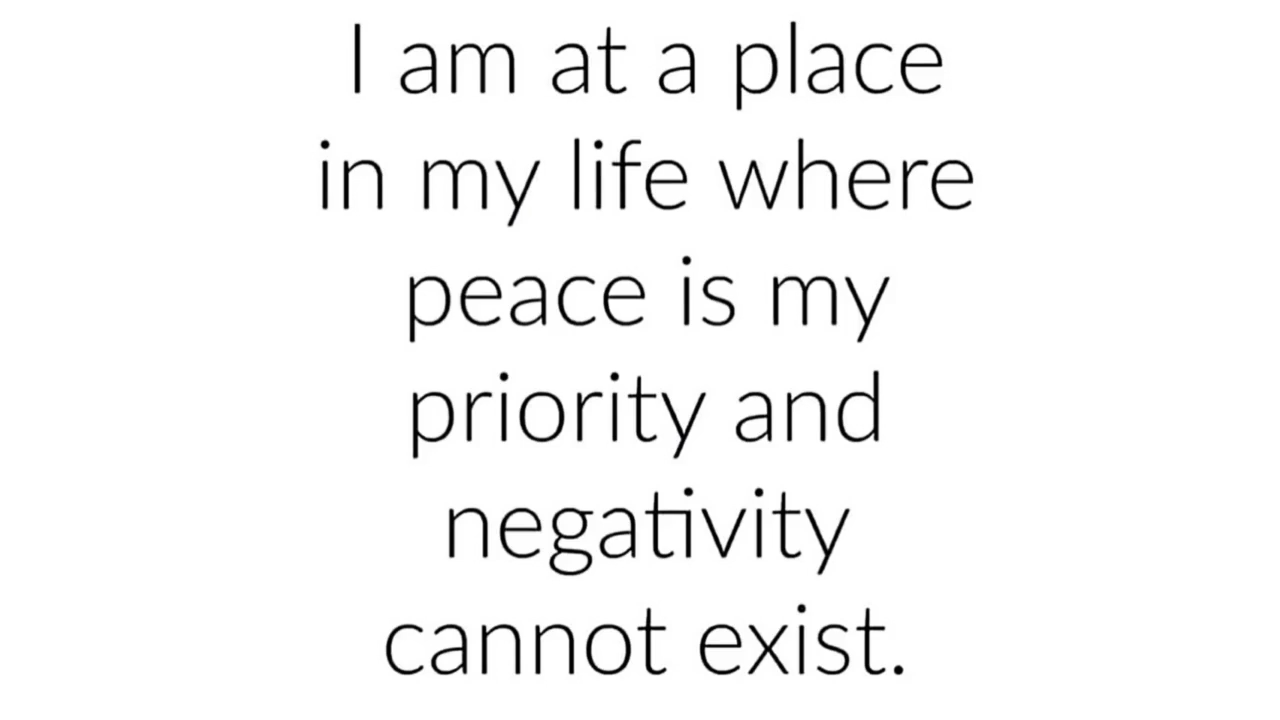 I am at a place
in my life where
peace is my
priority and
negativity
cannot exist.